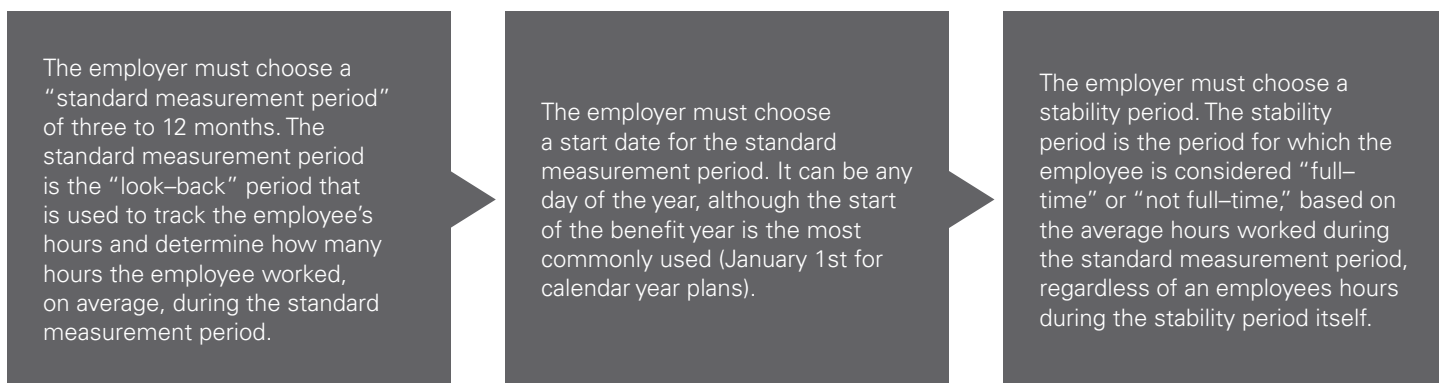 The employer must choose a
“standard measurement period”
of three to 12 months. The
standard measurement period
is the “look–back” period that
is used to track the employee’s
hours and determine how many
hours the employee worked,
on average, during the standard
measurement period.
The employer must choose
a start date for the standard
measurement period. It can be any
day of the year, although the start
of the benefit year is the most
commonly used (January 1st for
calendar year plans).
The employer must choose a
stability period. The stability
period is the period for which the
employee is considered “full–
time” or “not full–time,” based on
the average hours worked during
the standard measurement period,
regardless of an employees hours
during the stability period itself.